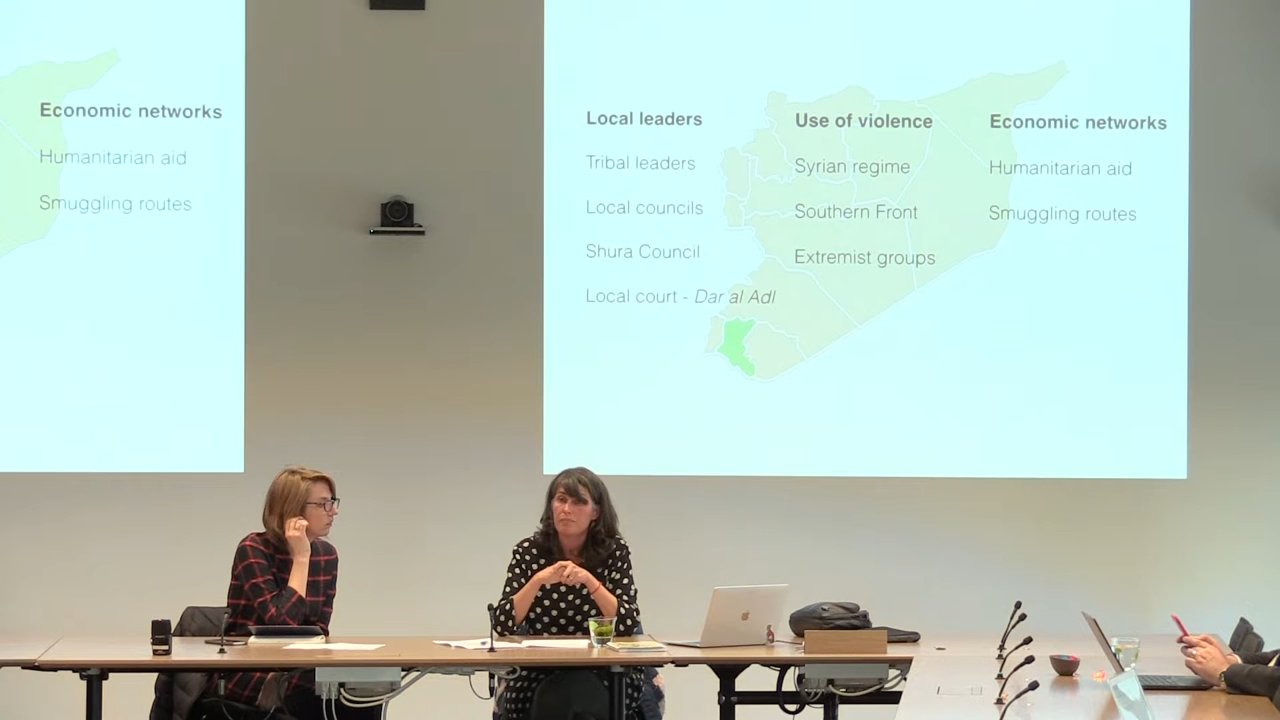 Economic networks
Humanitarian aid
Smuggling routes
Local leaders
Tribal leaders
Local councils
Shura Council
Local court - Dar al Adl
Use of violence
Syrian regime
Southern Front
Extremist groups
Economic networks
Humanitarian aid
Smuggling routes